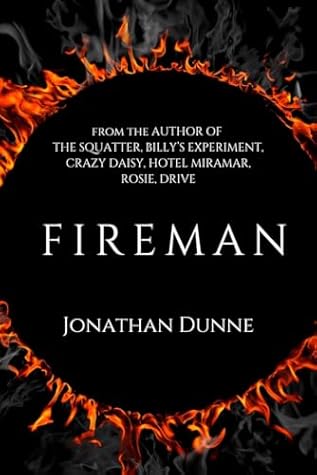 FROM THE AUTHOR OF
THE SQUATTER, BILLY'S EXPERIMENT,
CRAZY DAISY, HOTEL MIRAMAR,
ROSIE, DRIVE
FIREMAN
JONATHAN DUNNE